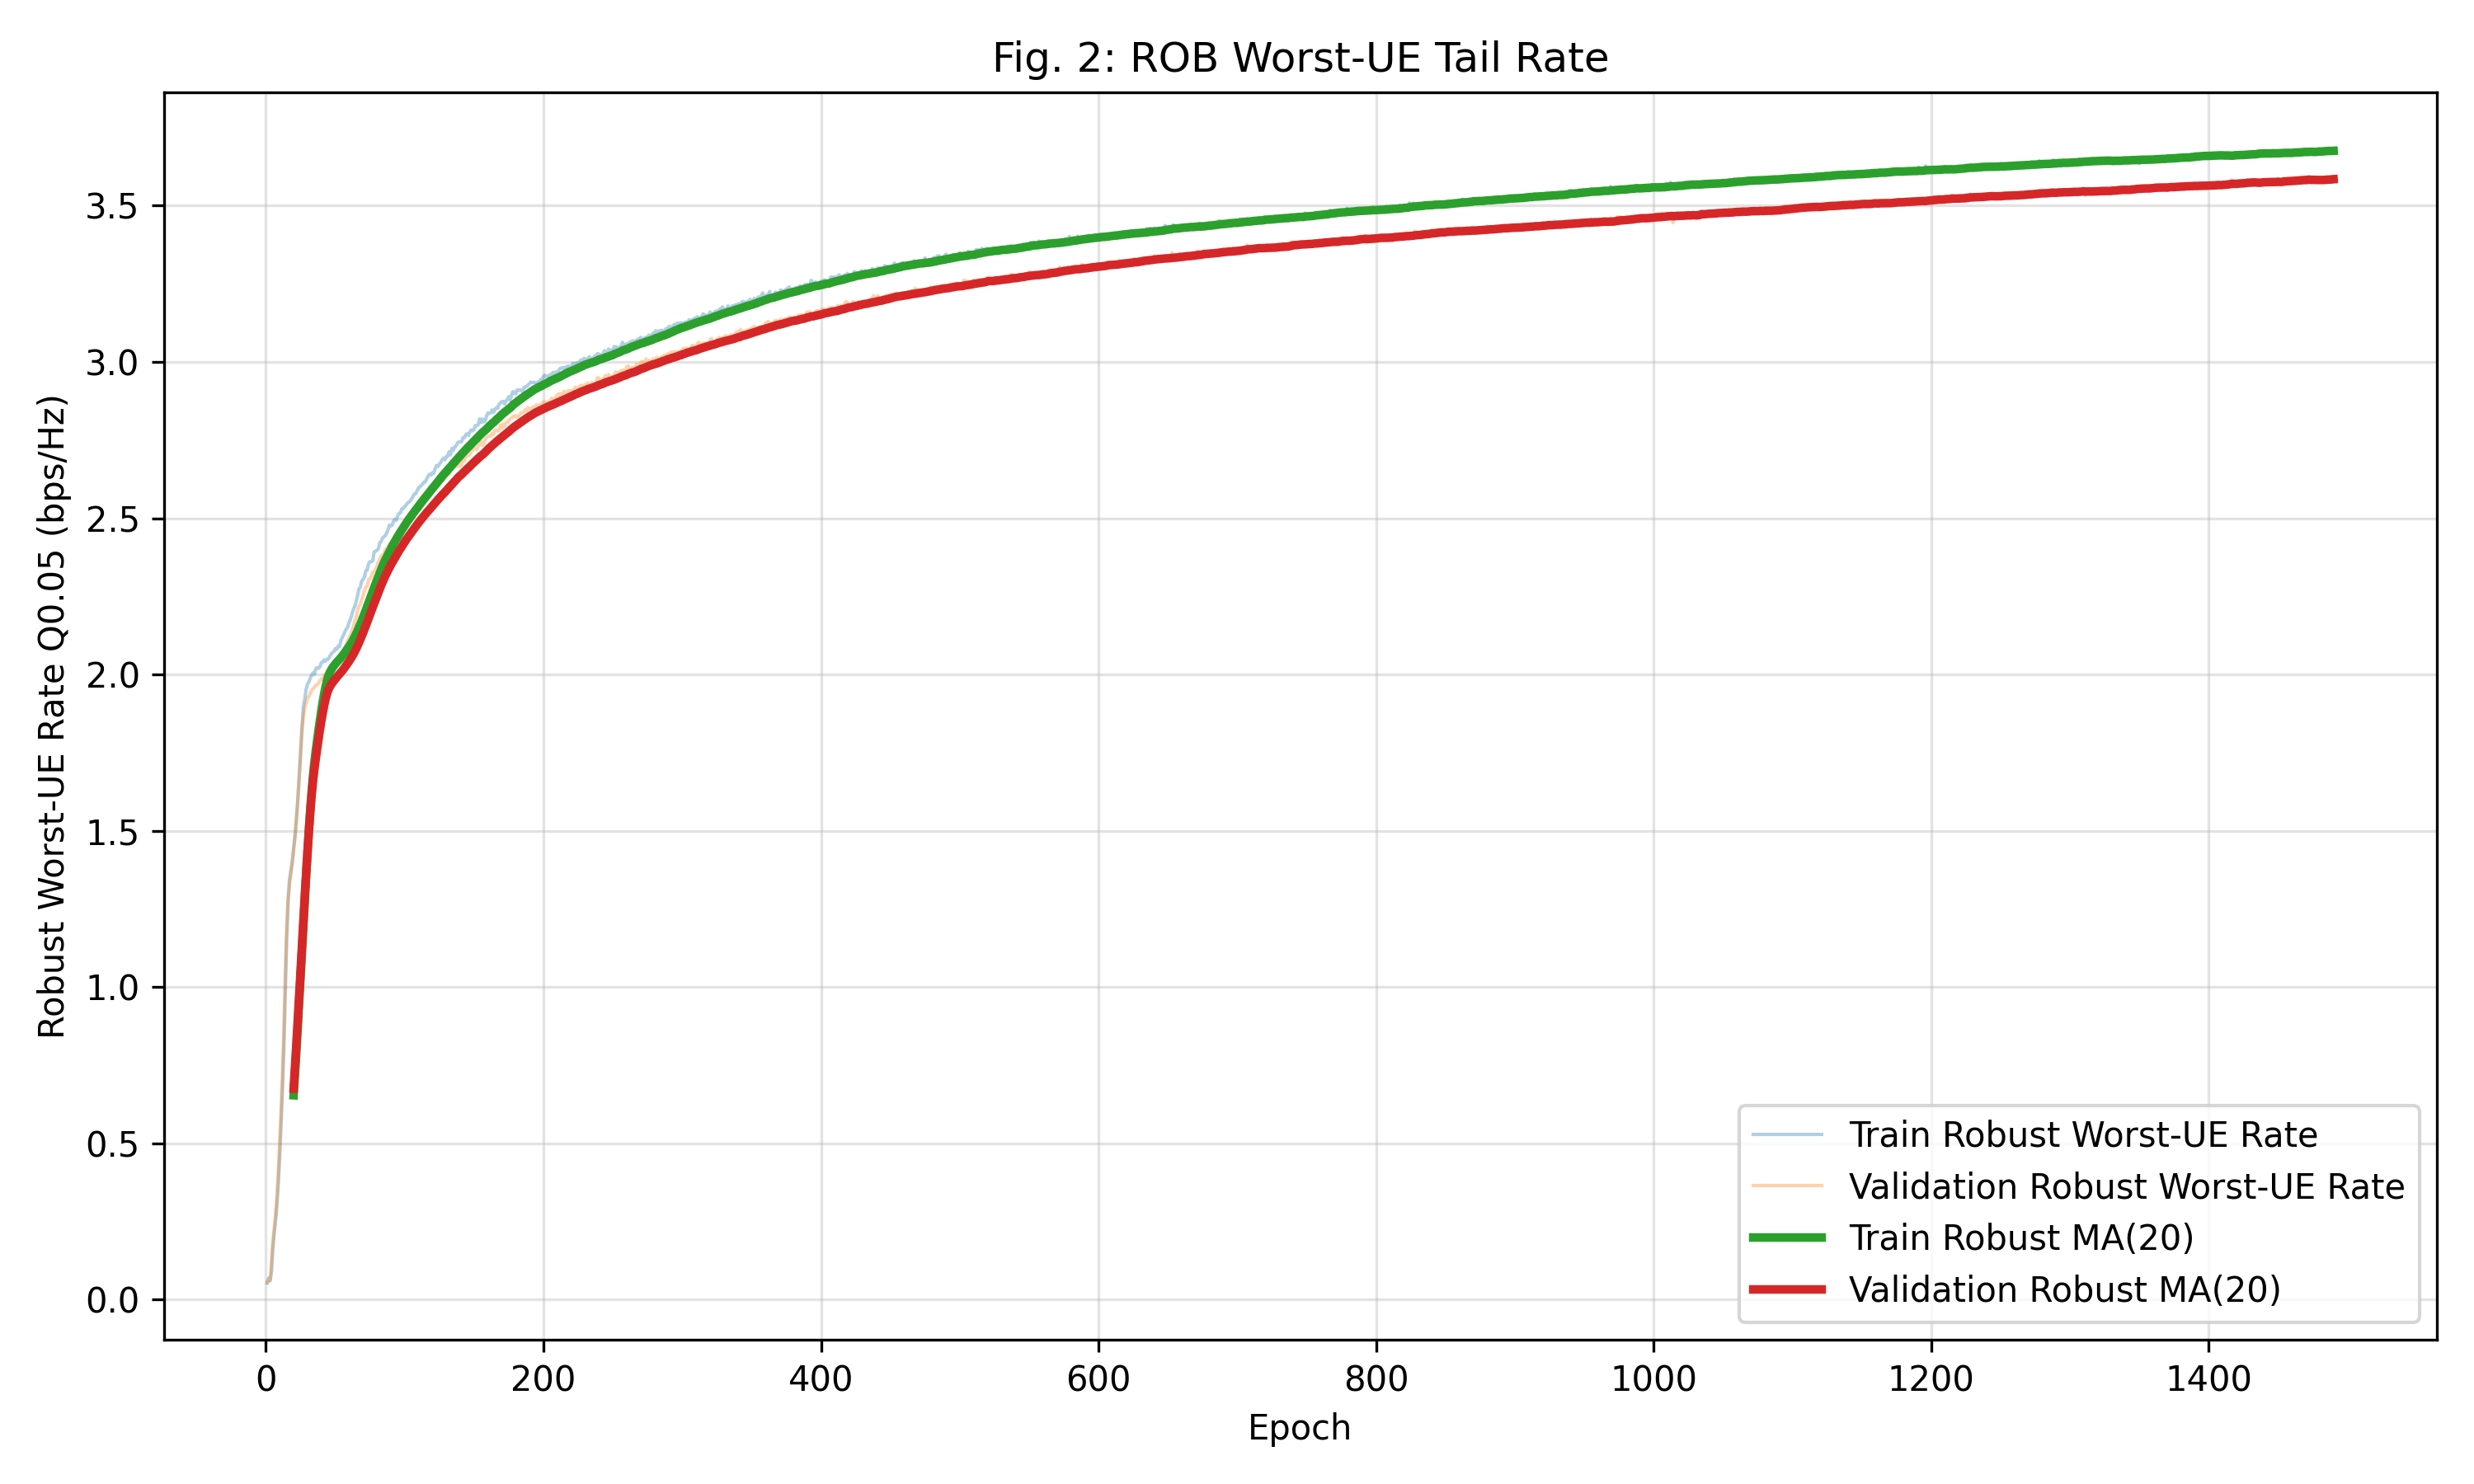 Fig. 2: ROB Worst-UE Tail Rate
Robust Worst-UE Rate Q0.05 (bps/Hz)
3.5
3.0
2.5
2.0
1.5
1.0
0.5
0.0
Train Robust Worst-UE Rate
Validation Robust Worst-UE Rate
Train Robust MA(20)
Validation Robust MA(20)
0 200 400 600 800 1000 1200 1400
Epoch